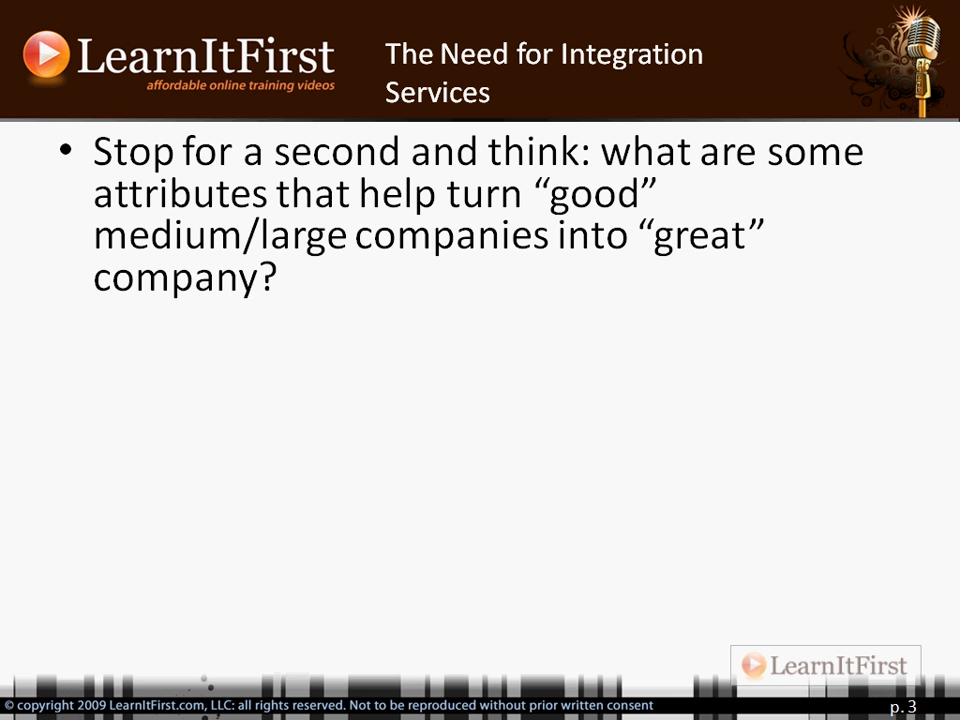 LearnItFirst
affordable online training videos
The Need for Integration
Services
• Stop for a second and think: what are some
attributes that help turn “good”
medium/large companies into “great”
company?
LearnItFirst
© copyright 2009 LearnItFirst.com, LLC: all rights reserved. Not to be reproduced without prior written consent
p. 3